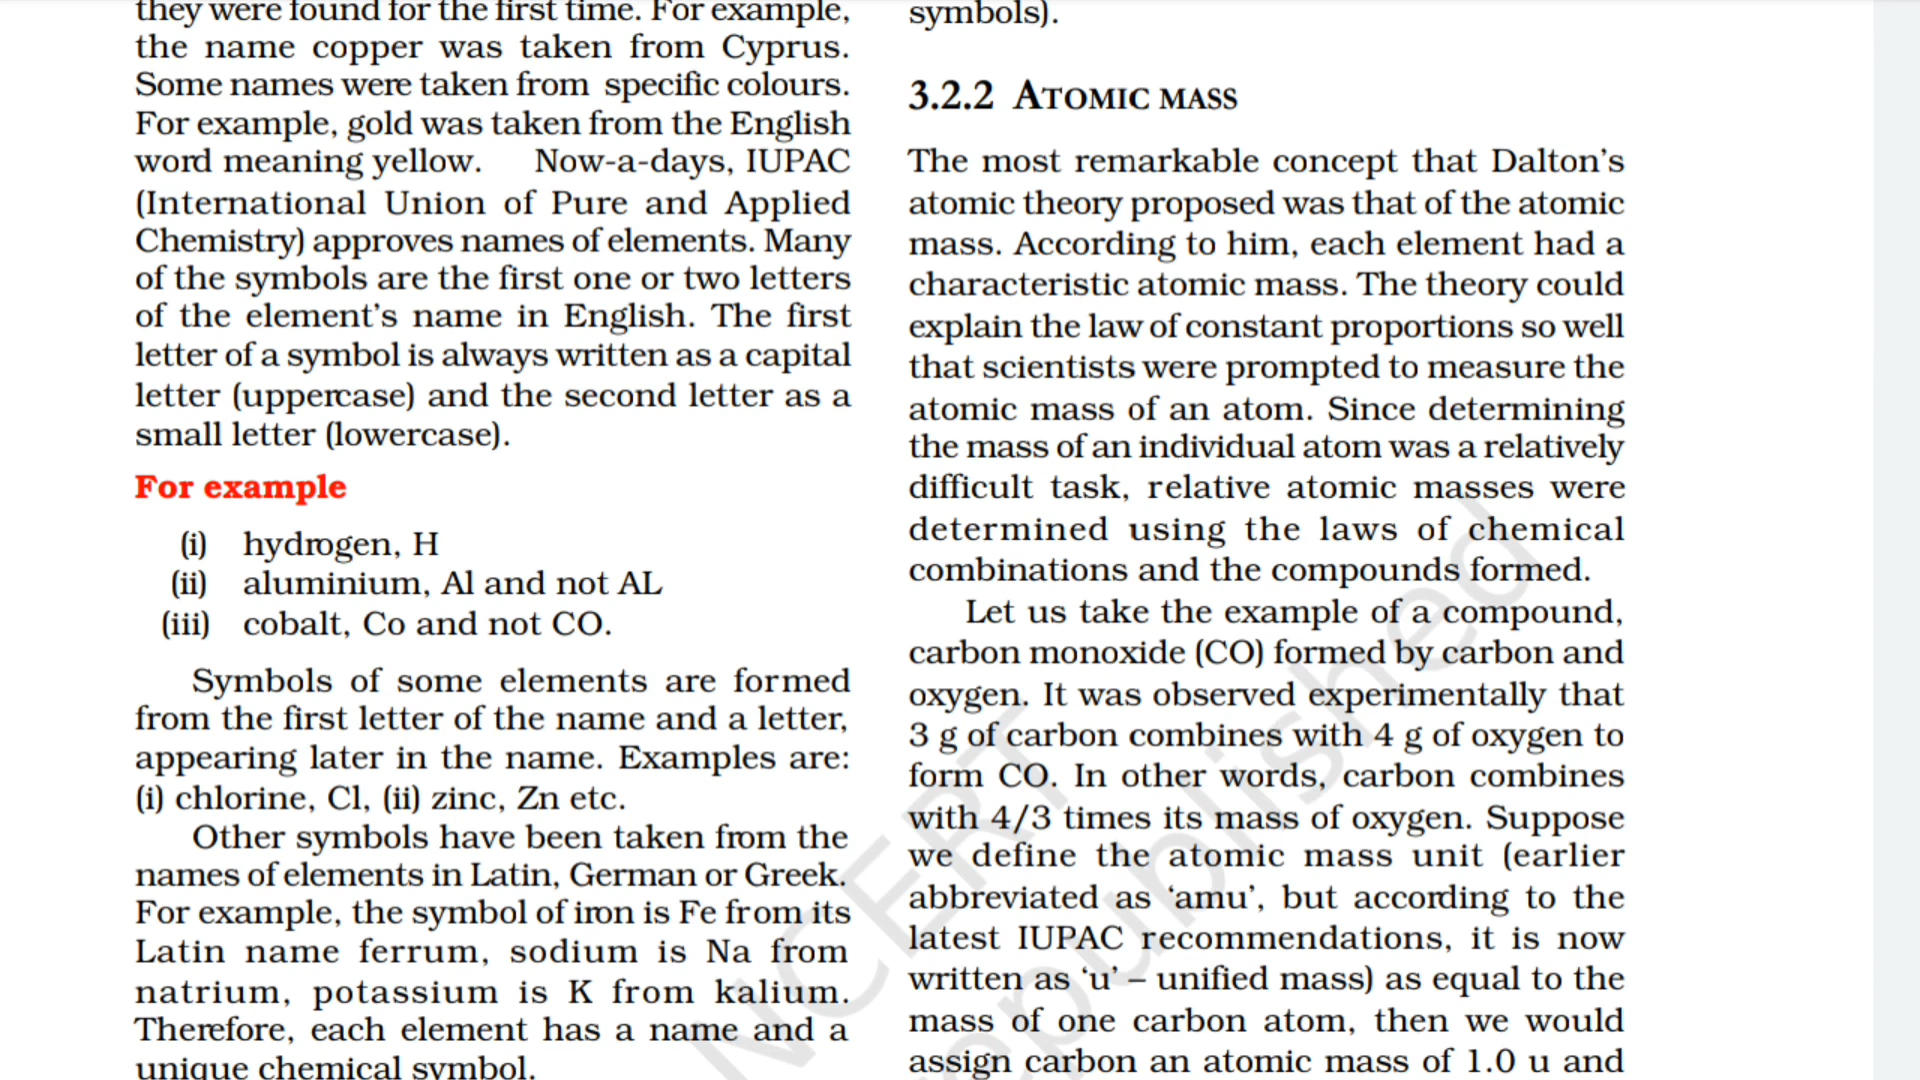 they were found for the first time. For example,
the name copper was taken from Cyprus.
Some names were taken from specific colours.
For example, gold was taken from the English
word meaning yellow. Now-a-days, IUPAC
(International Union of Pure and Applied
Chemistry) approves names of elements. Many
of the symbols are the first one or two letters
of the element’s name in English. The first
letter of a symbol is always written as a capital
letter (uppercase) and the second letter as a
small letter (lowercase).
For example
(i) hydrogen, H
(ii) aluminium, Al and not AL
(iii) cobalt, Co and not CO.
Symbols of some elements are formed
from the first letter of the name and a letter,
appearing later in the name. Examples are:
(i) chlorine, Cl, (ii) zinc, Zn etc.
Other symbols have been taken from the
names of elements in Latin, German or Greek.
For example, the symbol of iron is Fe from its
Latin name ferrum, sodium is Na from
natrium, potassium is K from kalium.
Therefore, each element has a name and a
unique chemical symbol.
symbols).
3.2.2 ATOMIC MASS
The most remarkable concept that Dalton’s
atomic theory proposed was that of the atomic
mass. According to him, each element had a
characteristic atomic mass. The theory could
explain the law of constant proportions so well
that scientists were prompted to measure the
atomic mass of an atom. Since determining
the mass of an individual atom was a relatively
difficult task, relative atomic masses were
determined using the laws of chemical
combinations and the compounds formed.
Let us take the example of a compound,
carbon monoxide (CO) formed by carbon and
oxygen. It was observed experimentally that
3 g of carbon combines with 4 g of oxygen to
form CO. In other words, carbon combines
with 4/3 times its mass of oxygen. Suppose
we define the atomic mass unit (earlier
abbreviated as ‘amu’, but according to the
latest IUPAC recommendations, it is now
written as ‘u’ – unified mass) as equal to the
mass of one carbon atom, then we would
assign carbon an atomic mass of 1.0 u and
NCERT
republished